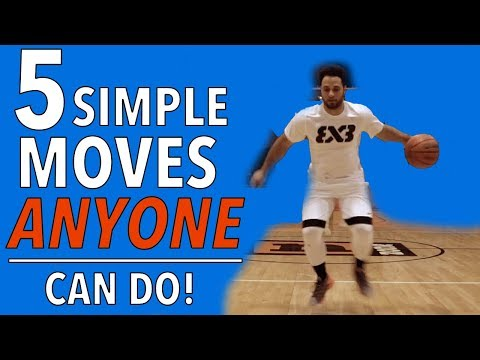 5 SIMPLE
MOVES
ANYONE
CAN DO!
3X3